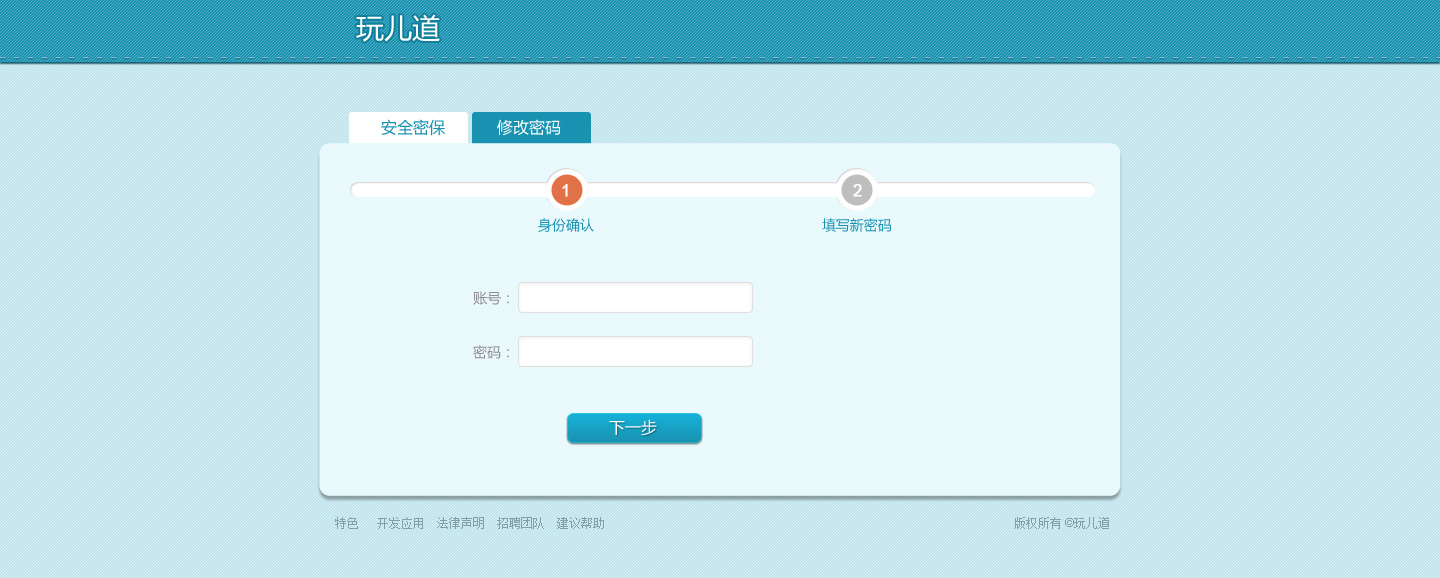 玩儿道
安全密保 修改密码
1 2
身份确认 填写新密码
账号：
密码：
下一步
特色 开发应用 法律声明 招聘团队 建议帮助 版权所有 ©玩儿道